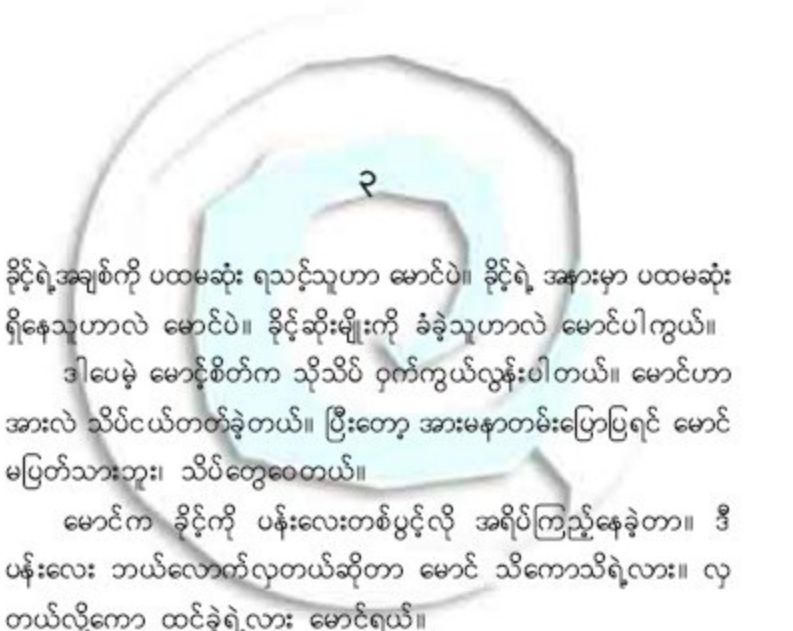 ၃
ခိုင့်ရဲ့အချစ်ကို ပထမဆုံး ရသင့်သူဟာ မောင်ပဲ။ ခိုင့်ရဲ့ အနားမှာ ပထမဆုံး
ရှိနေသူဟာလဲ မောင်ပဲ။ ခိုင့်ဆိုးမျိုးကို ခံခဲ့သူဟာလဲ မောင်ပါကွယ်။
ဒါပေမဲ့ မောင့်စိတ်က သိုသိပ် ဝှက်ကွယ်လွန်းပါတယ်။ မောင်ဟာ
အားလဲ သိပ်ငယ်တတ်ခဲ့တယ်။ ပြီးတော့ အားမနာတမ်းပြောပြရင် မောင်
မပြတ်သားဘူး၊ သိပ်တွေဝေတယ်။
မောင်က ခိုင့်ကို ပန်းလေးတစ်ပွင့်လို အရိပ်ကြည့်နေခဲ့တာ။ ဒီ
ပန်းလေး ဘယ်လောက်လှတယ်ဆိုတာ မောင် သိကောသိရဲ့လား။ လှ
တယ်လို့ကော ထင်ခဲ့ရဲ့လား မောင်ရယ်။